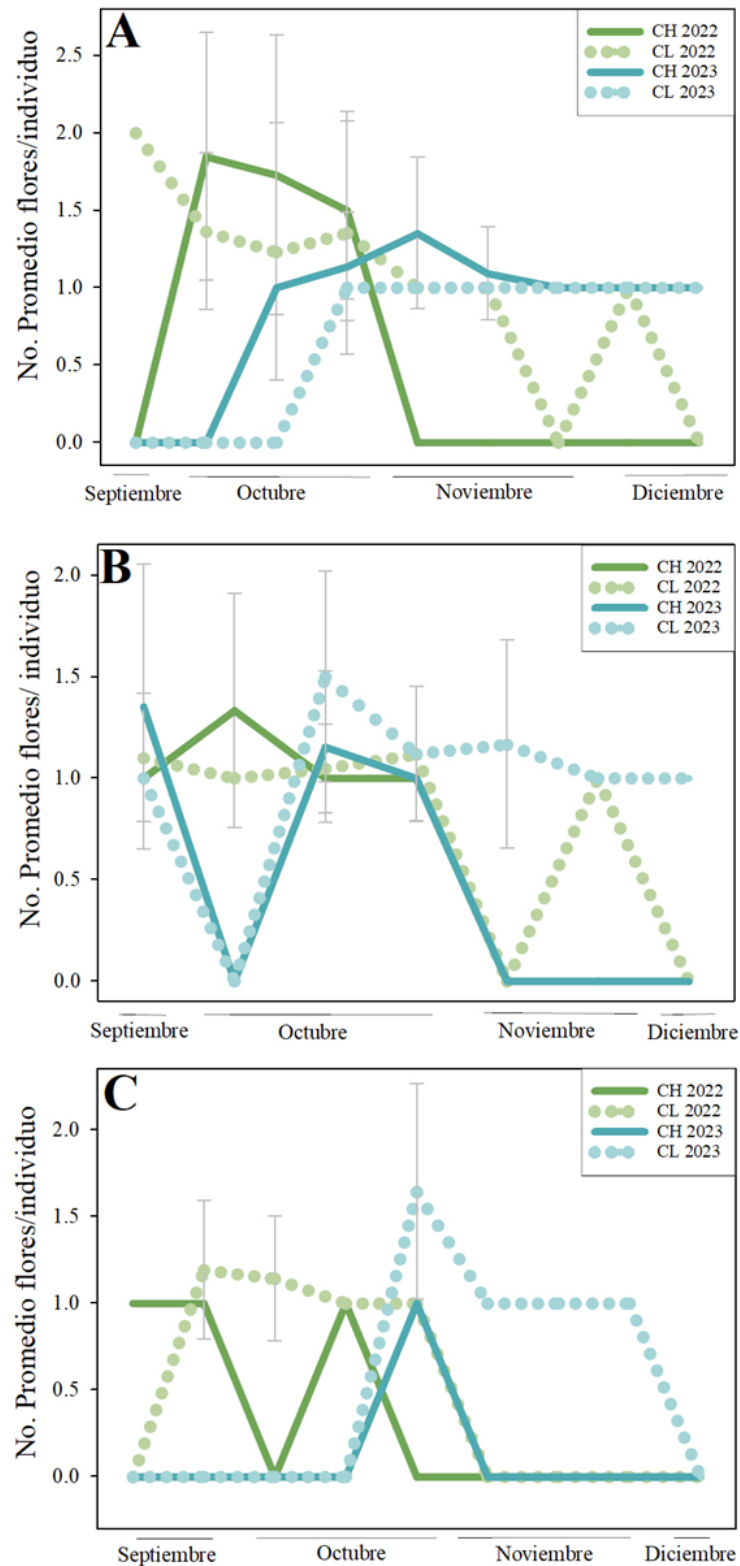 A
CH 2022
CL 2022
CH 2023
CL 2023
No. Promedio flores/individuo
2.5
2.0
1.5
1.0
0.5
0.0
Septiembre Octubre Noviembre Diciembre
B
CH 2022
CL 2022
CH 2023
CL 2023
No. Promedio flores/ individuo
2.0
1.5
1.0
0.5
0.0
Septiembre Octubre Noviembre Diciembre
C
CH 2022
CL 2022
CH 2023
CL 2023
No. Promedio flores/individuo
2.0
1.5
1.0
0.5
0.0
Septiembre Octubre Noviembre Diciembre